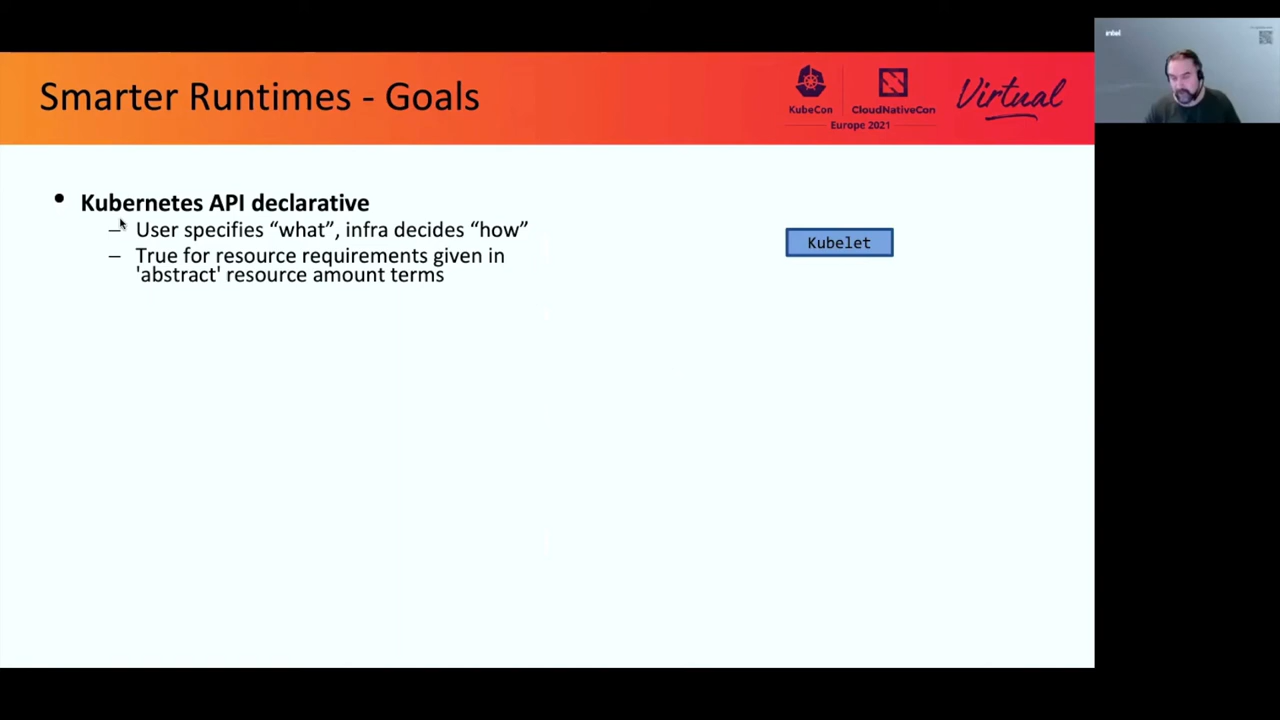 Smarter Runtimes - Goals
KubeCon
CloudNativeCon
Europe 2021
Virtual
intel
• Kubernetes API declarative
– User specifies “what”, infra decides “how”
– True for resource requirements given in
'abstract' resource amount terms
Kubelet